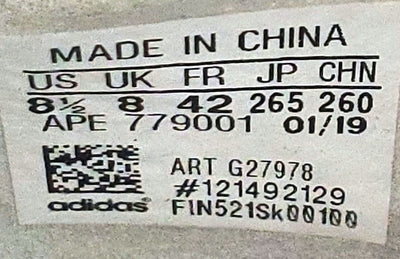 MADE IN CHINA
US UK FR JP CHN
8½ 8 42 265 260
APE 779001 01/19
ART G27978
#121492129
adidas FIN521Sk00100